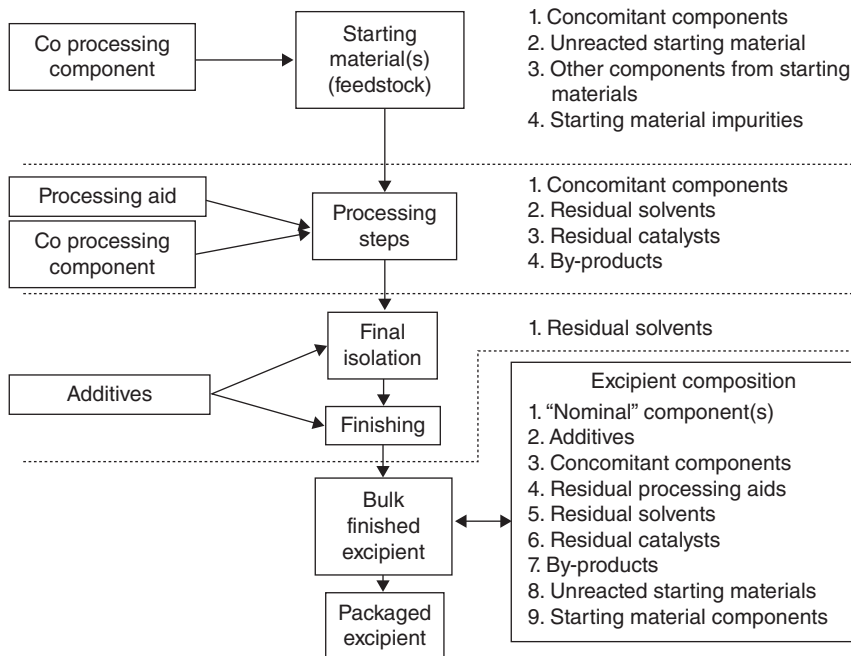 Co processing
component
Starting
material(s)
(feedstock)
1. Concomitant components
2. Unreacted starting material
3. Other components from starting
materials
4. Starting material impurities
Processing aid
Co processing
component
Processing
steps
1. Concomitant components
2. Residual solvents
3. Residual catalysts
4. By-products
Additives
Final
isolation
Finishing
1. Residual solvents
Bulk
finished
excipient
Packaged
excipient
Excipient composition
1. “Nominal” component(s)
2. Additives
3. Concomitant components
4. Residual processing aids
5. Residual solvents
6. Residual catalysts
7. By-products
8. Unreacted starting materials
9. Starting material components